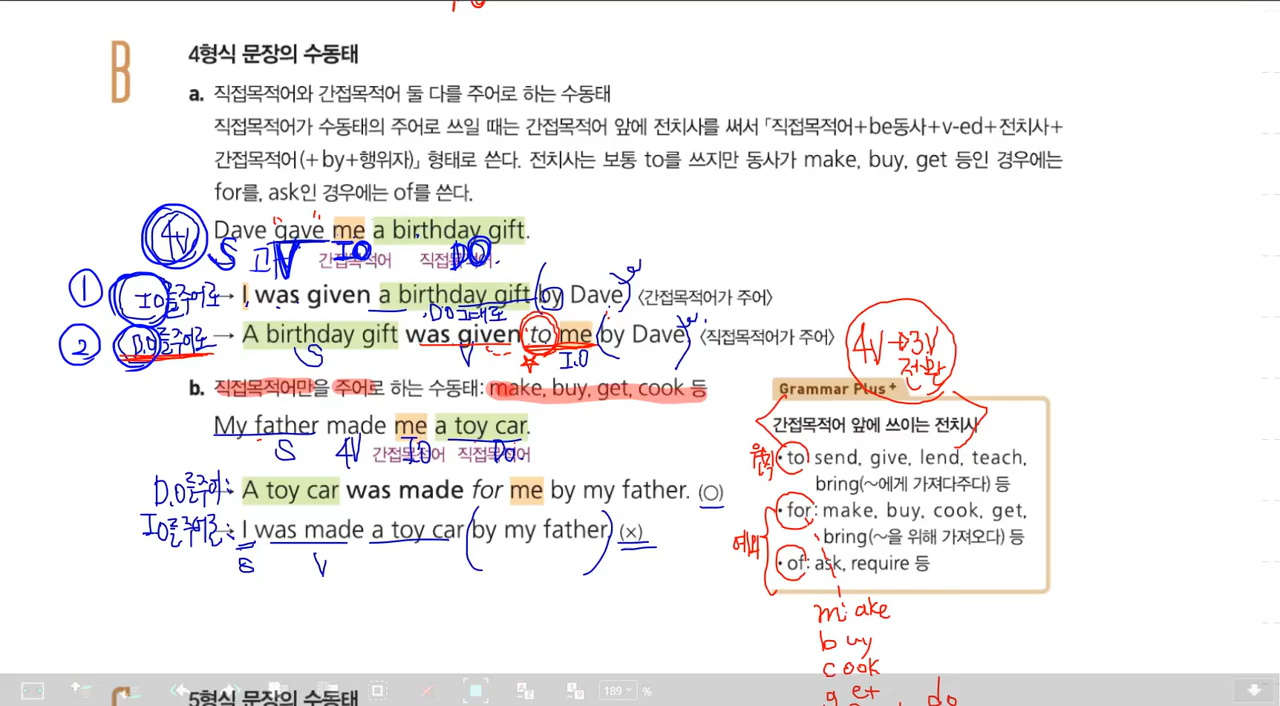 B
4형식 문장의 수동태
a. 직접목적어와 간접목적어 둘 다를 주어로 하는 수동태
직접목적어가 수동태의 주어로 쓰일 때는 간접목적어 앞에 전치사를 써서 「직접목적어+be동사+v-ed+전치사+
간접목적어(+by+행위자)」 형태로 쓴다. 전치사는 보통 to를 쓰지만 동사가 make, buy, get 등인 경우에는
for를, ask인 경우에는 of를 쓴다.
4V Dave "gave" me a birthday gift.
S V IO DO
간접목적어 직접목적어
① IO를 주어로 → I was given a birthday gift (by Dave) 〈간접목적어가 주어〉
D.O 그대로
② D.O를 주어로 → A birthday gift was given to me (by Dave) 〈직접목적어가 주어〉
S V I.O
4V→3V
전환
b. 직접목적어만을 주어로 하는 수동태: make, buy, get, cook 등
My father made me a toy car.
S 4V IO DO
간접목적어 직접목적어
D.O를 주어: A toy car was made for me by my father. (○)
IO를 주어로: → I was made a toy car (by my father) (×)
S V
Grammar Plus+
간접목적어 앞에 쓰이는 전치사
원칙 • to: send, give, lend, teach,
bring(~에게 가져다주다) 등
예외 • for: make, buy, cook, get,
bring(~을 위해 가져오다) 등
• of: ask, require 등
make
buy
cook
get
do
189 %
5형식 문장의 수동태